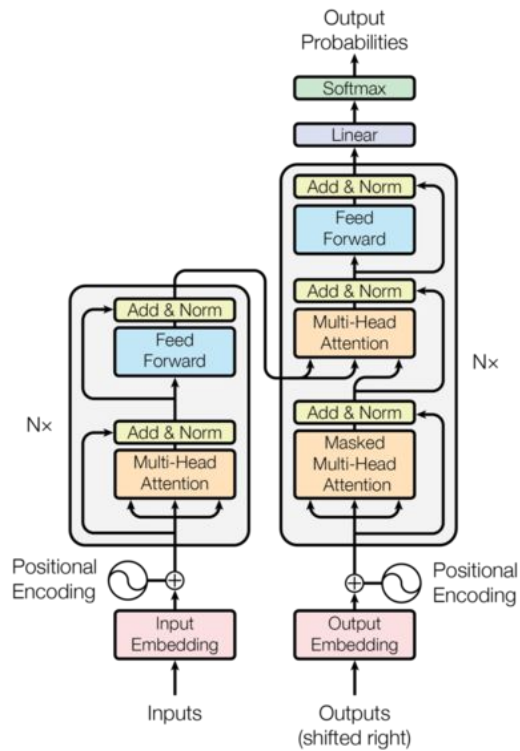 Output
Probabilities
Softmax
Linear
Add & Norm
Feed
Forward
Add & Norm
Multi-Head
Attention
Add & Norm
Masked
Multi-Head
Attention
N×
Add & Norm
Feed
Forward
Add & Norm
Multi-Head
Attention
N×
Positional
Encoding
Positional
Encoding
Input
Embedding
Output
Embedding
Inputs
Outputs
(shifted right)